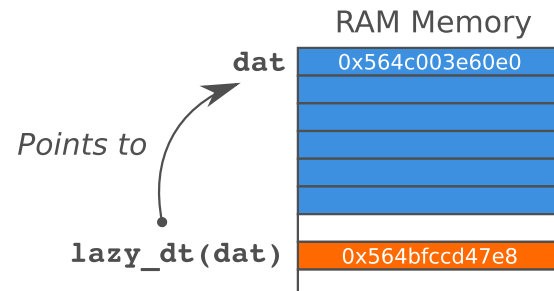 RAM Memory
dat
0x564c003e60e0
Points to
lazy_dt(dat)
0x564bfccd47e8